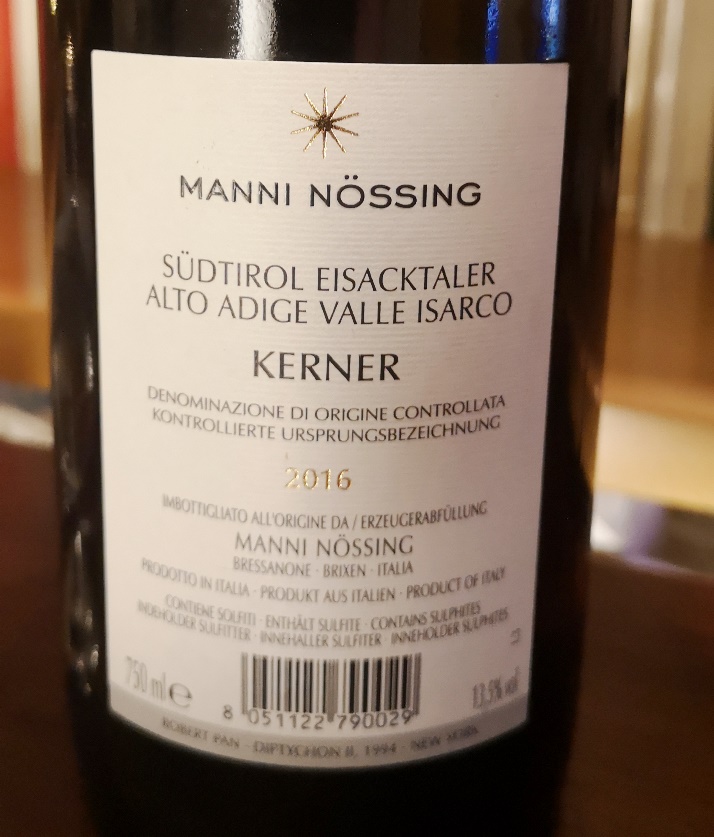 MANNI NÖSSING
SÜDTIROL EISACKTALER
ALTO ADIGE VALLE ISARCO
KERNER
DENOMINAZIONE DI ORIGINE CONTROLLATA
KONTROLLIERTE URSPRUNGSBEZEICHNUNG
2016
IMBOTTIGLIATO ALL'ORIGINE DA / ERZEUGERABFÜLLUNG
MANNI NÖSSING
BRESSANONE · BRIXEN · ITALIA
PRODOTTO IN ITALIA · PRODUKT AUS ITALIEN · PRODUCT OF ITALY
CONTIENE SOLFITI · ENTHÄLT SULFITE · CONTAINS SULPHITES
INDEHOLDER SULFITTER · INNEHALLER SULFITER · INNEHOLDER SULPHITES
750 ml e
13.5% vol
8 051122 790029
ROBERT PAN · DIPTYCHON II, 1994 · NEW